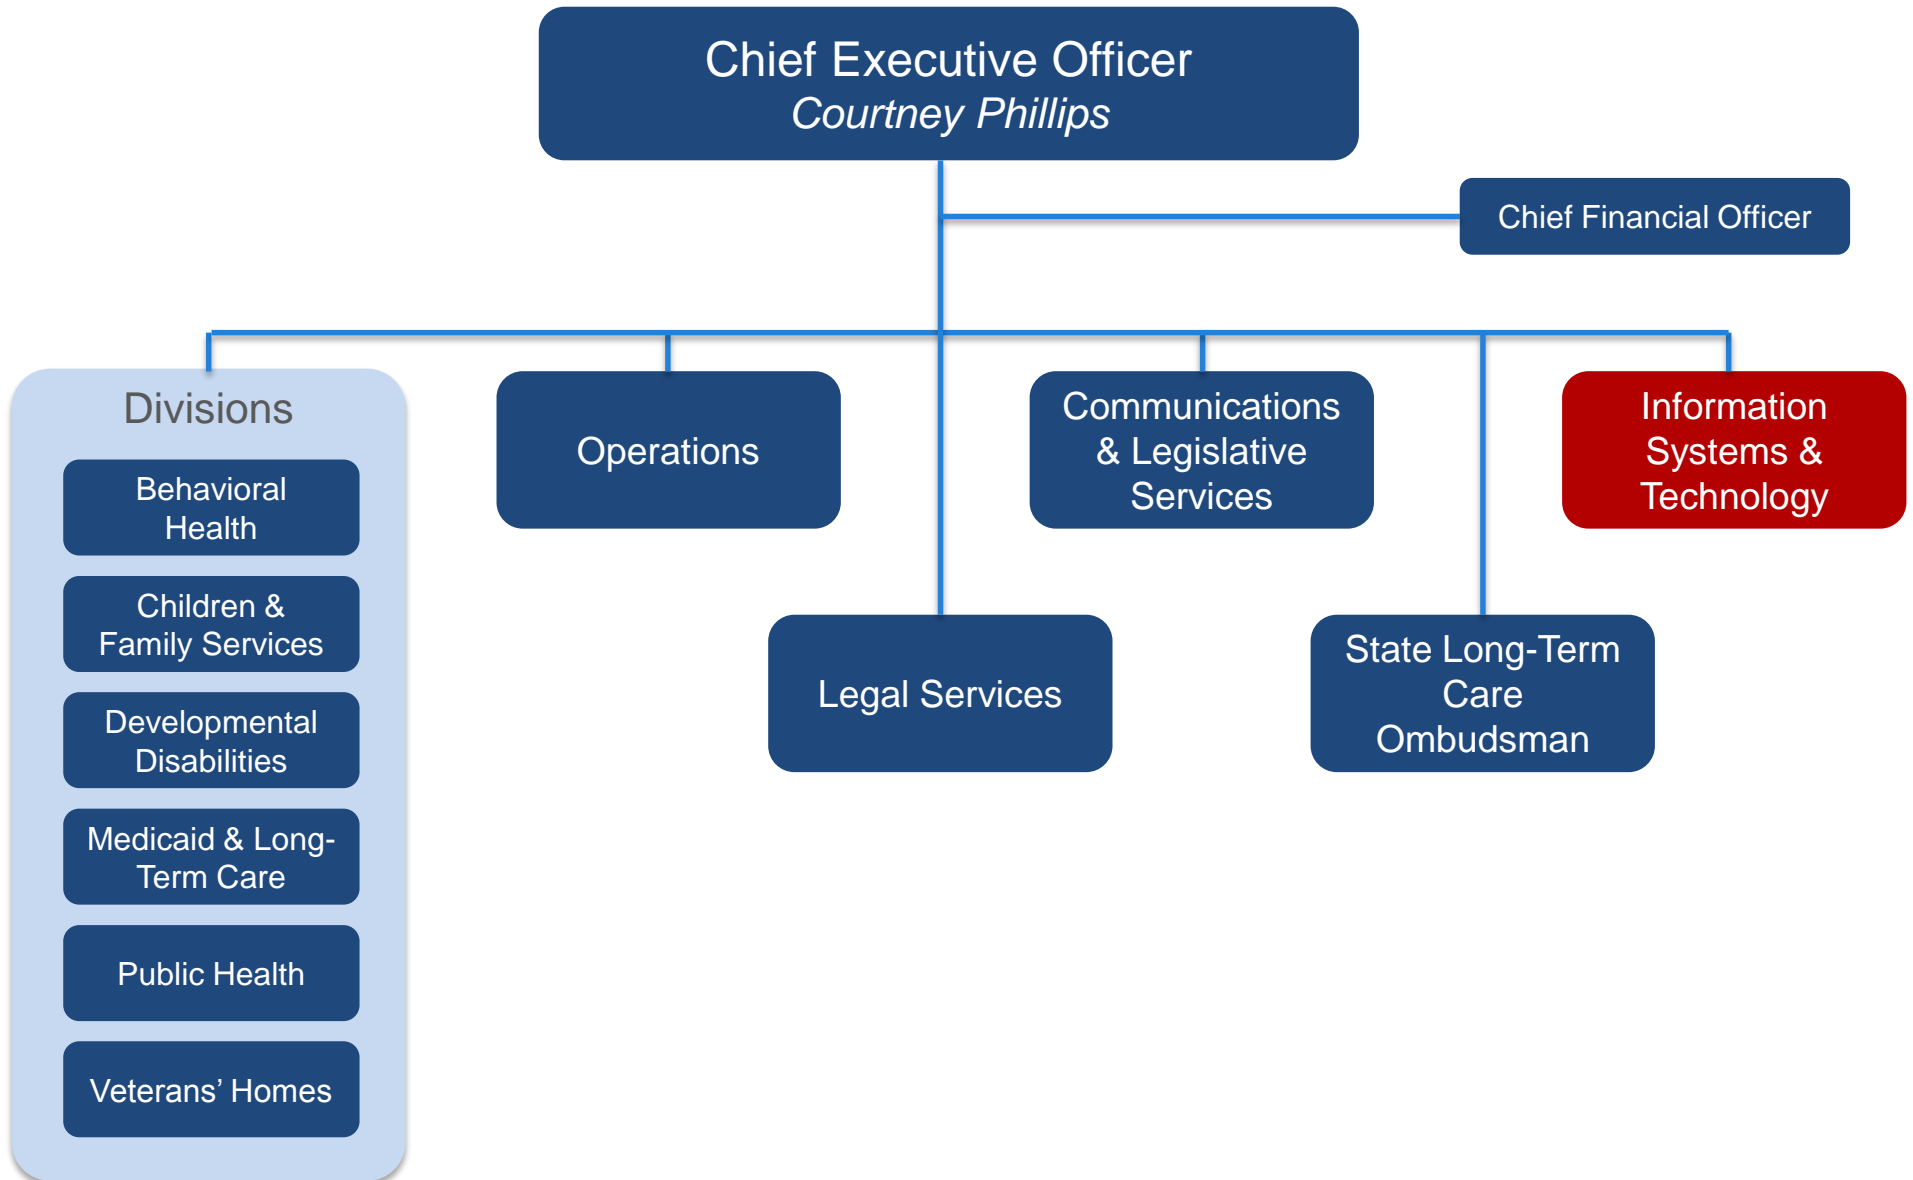 Chief Executive Officer
Courtney Phillips
Chief Financial Officer
Divisions
Behavioral
Health
Children &
Family Services
Developmental
Disabilities
Medicaid & Long-
Term Care
Public Health
Veterans’ Homes
Operations
Communications
& Legislative
Services
Information
Systems &
Technology
Legal Services
State Long-Term
Care
Ombudsman